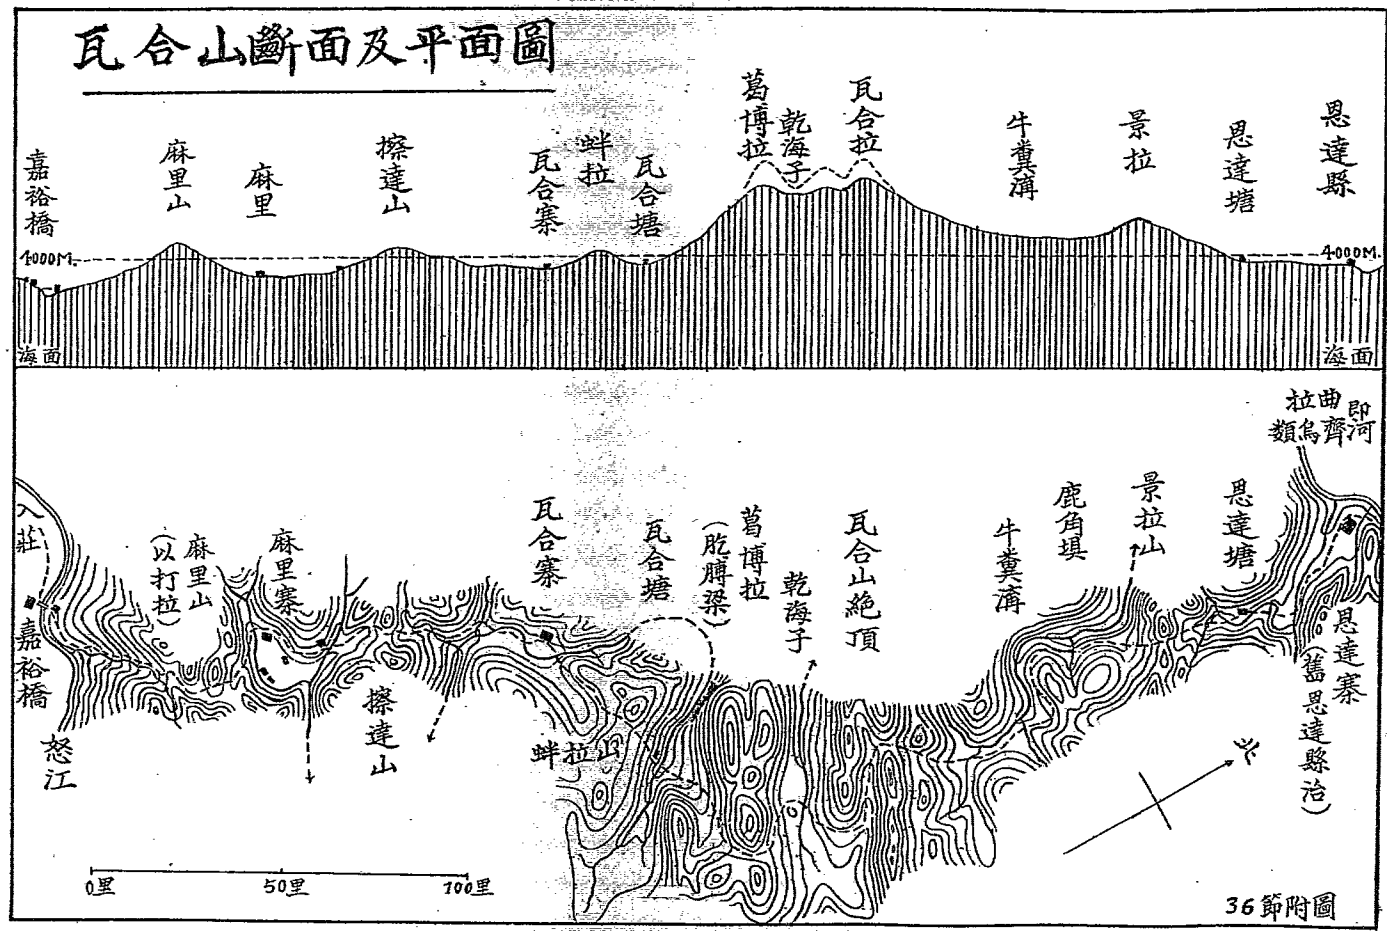 瓦合山斷面及平面圖
嘉裕橋
麻里山
麻里
擦達山
瓦合寨
蚌拉
瓦合塘
葛博拉
乾海子
瓦合拉
牛糞溝
景拉
恩達塘
恩達縣
4000M.
4000M.
海面
海面
拉曲即
類烏齊河
入莊
嘉裕橋
怒江
麻里山
(以打拉)
麻里寨
擦達山
瓦合寨
蚌拉山
瓦合塘
葛博拉
(肐膊梁)
乾海子
瓦合山絕頂
牛糞溝
鹿角塤
景拉山
恩達塘
恩達寨
(舊恩達縣治)
北
0里
50里
100里
36節附圖